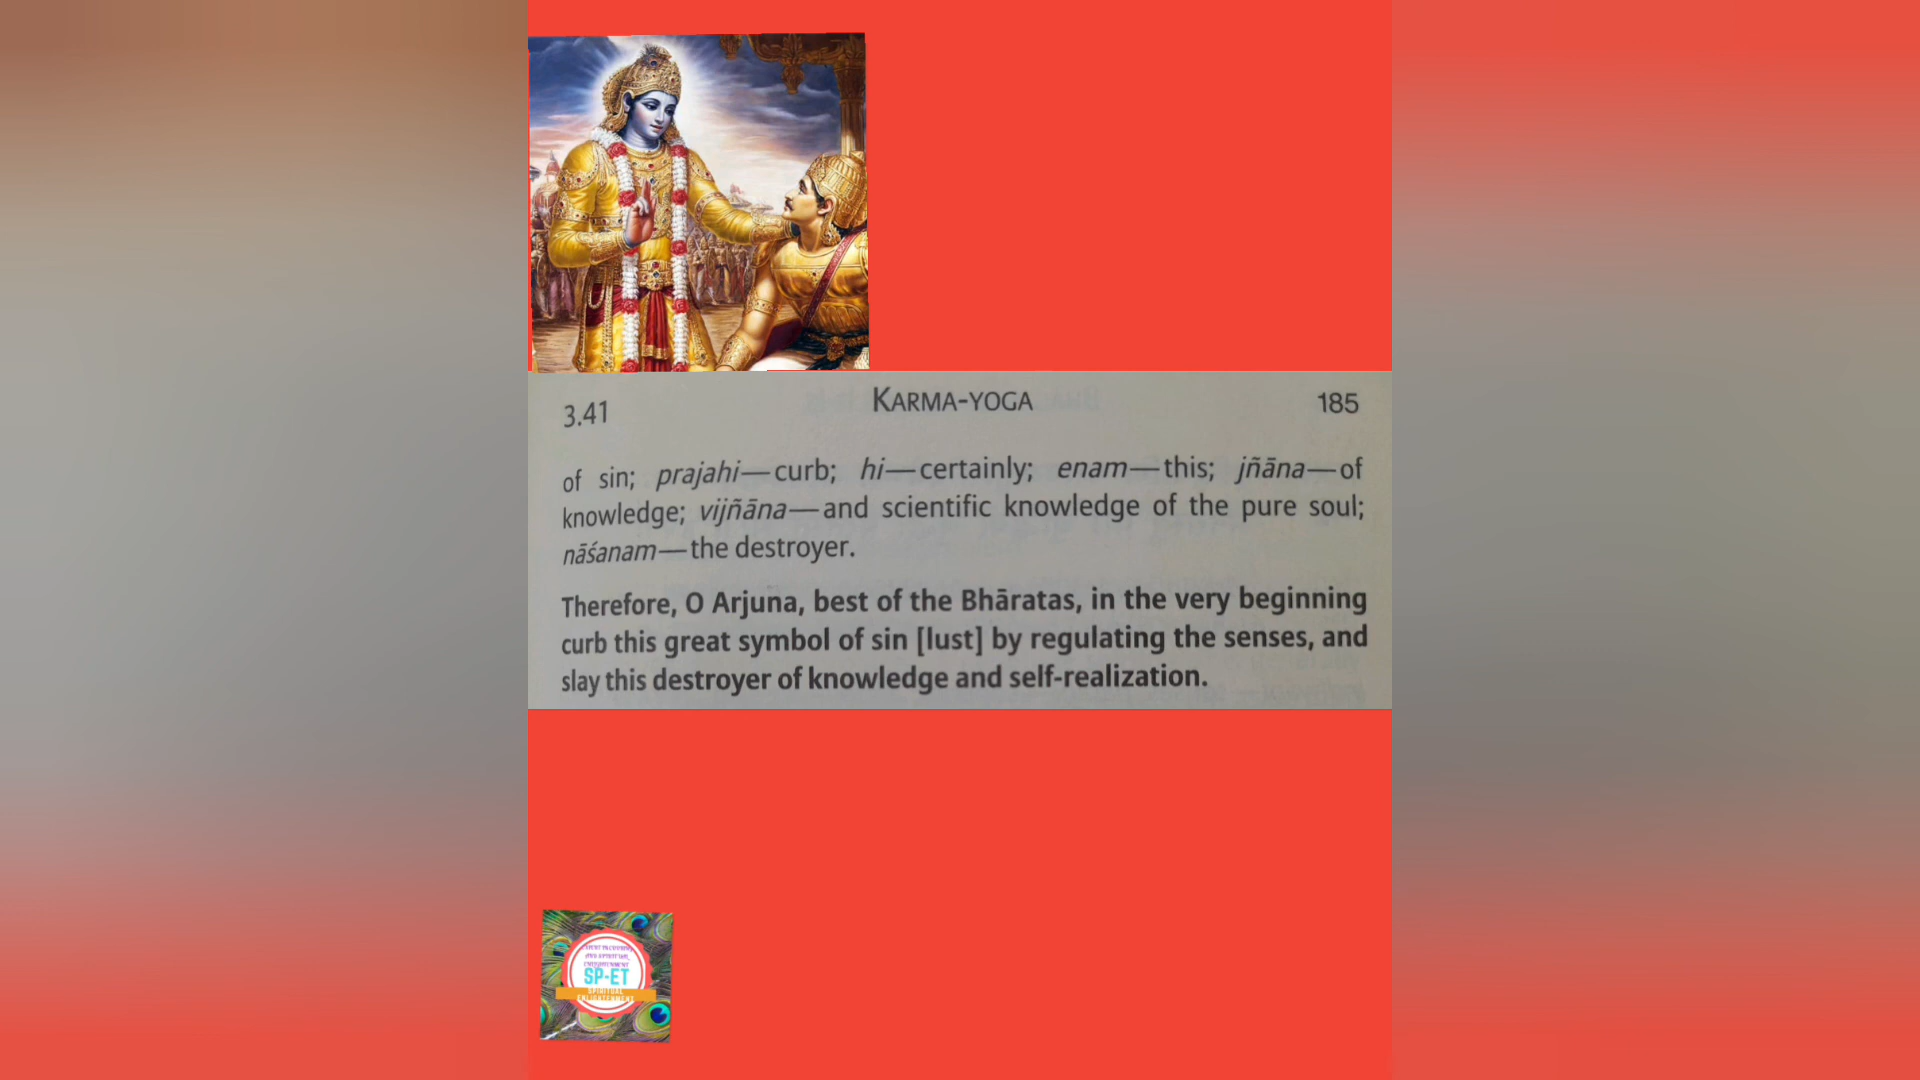 3.41 KARMA-YOGA 185
of sin; prajahi—curb; hi—certainly; enam—this; jñāna—of
knowledge; vijñāna—and scientific knowledge of the pure soul;
nāśanam—the destroyer.
Therefore, O Arjuna, best of the Bhāratas, in the very beginning
curb this great symbol of sin [lust] by regulating the senses, and
slay this destroyer of knowledge and self-realization.
SP-ET
SPIRITUAL
ENLIGHTENMENT